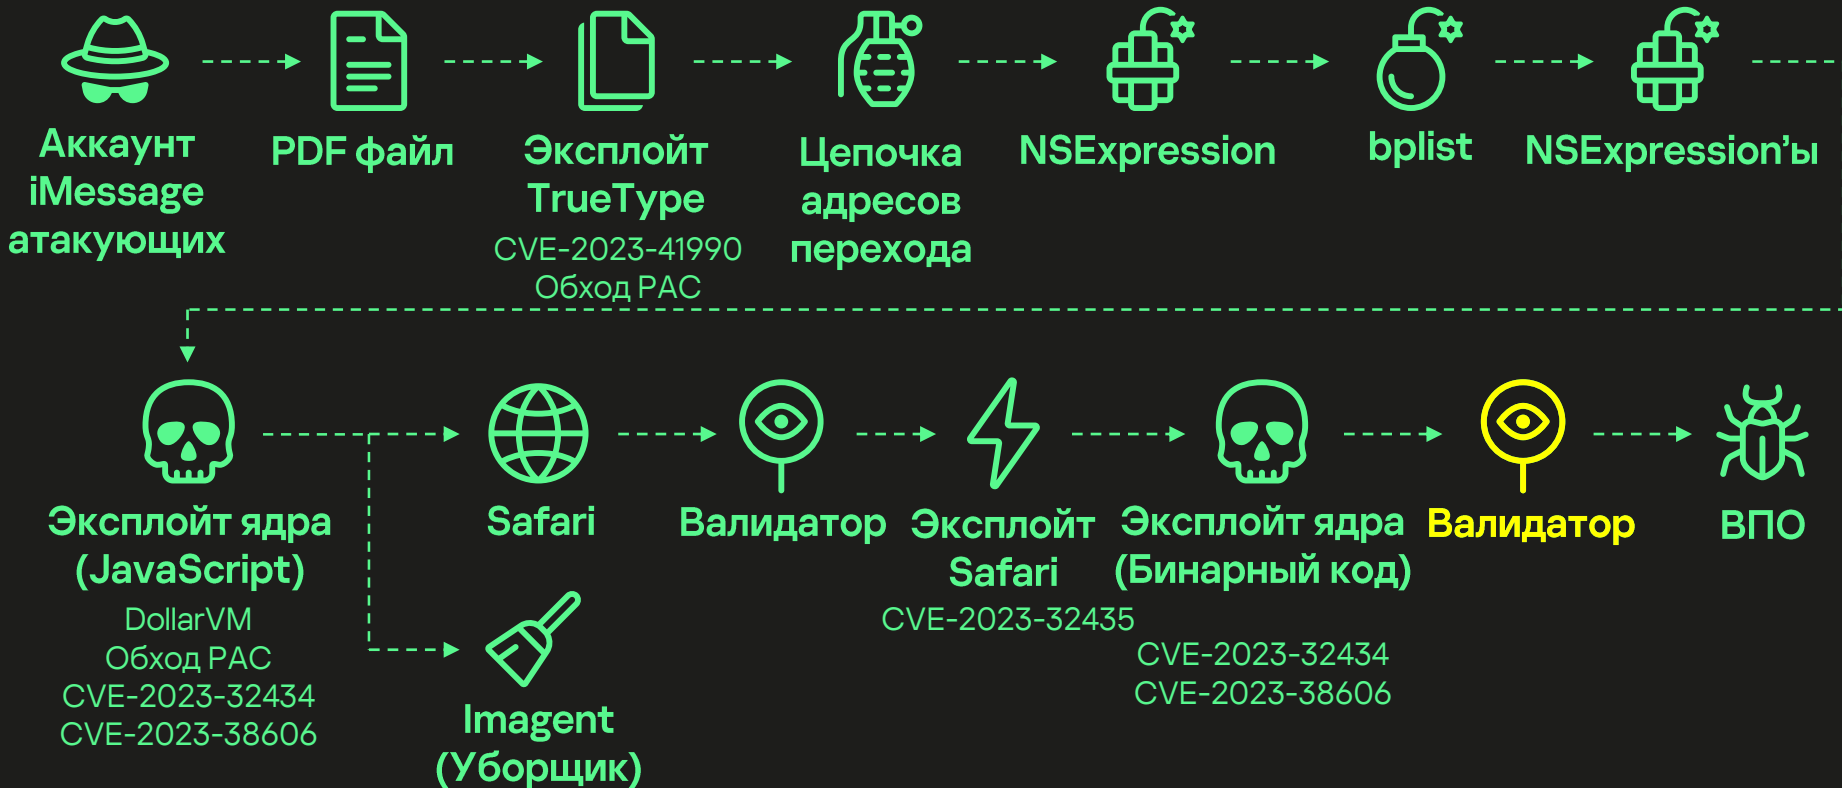 Аккаунт
iMessage
атакующих
PDF файл
Эксплойт
TrueType
CVE-2023-41990
Обход PAC
Цепочка
адресов
перехода
NSExpression
bplist
NSExpression’ы
Эксплойт ядра
(JavaScript)
DollarVM
Обход PAC
CVE-2023-32434
CVE-2023-38606
Safari
Imagent
(Уборщик)
Валидатор
Эксплойт
Safari
CVE-2023-32435
Эксплойт ядра
(Бинарный код)
CVE-2023-32434
CVE-2023-38606
Валидатор
ВПО